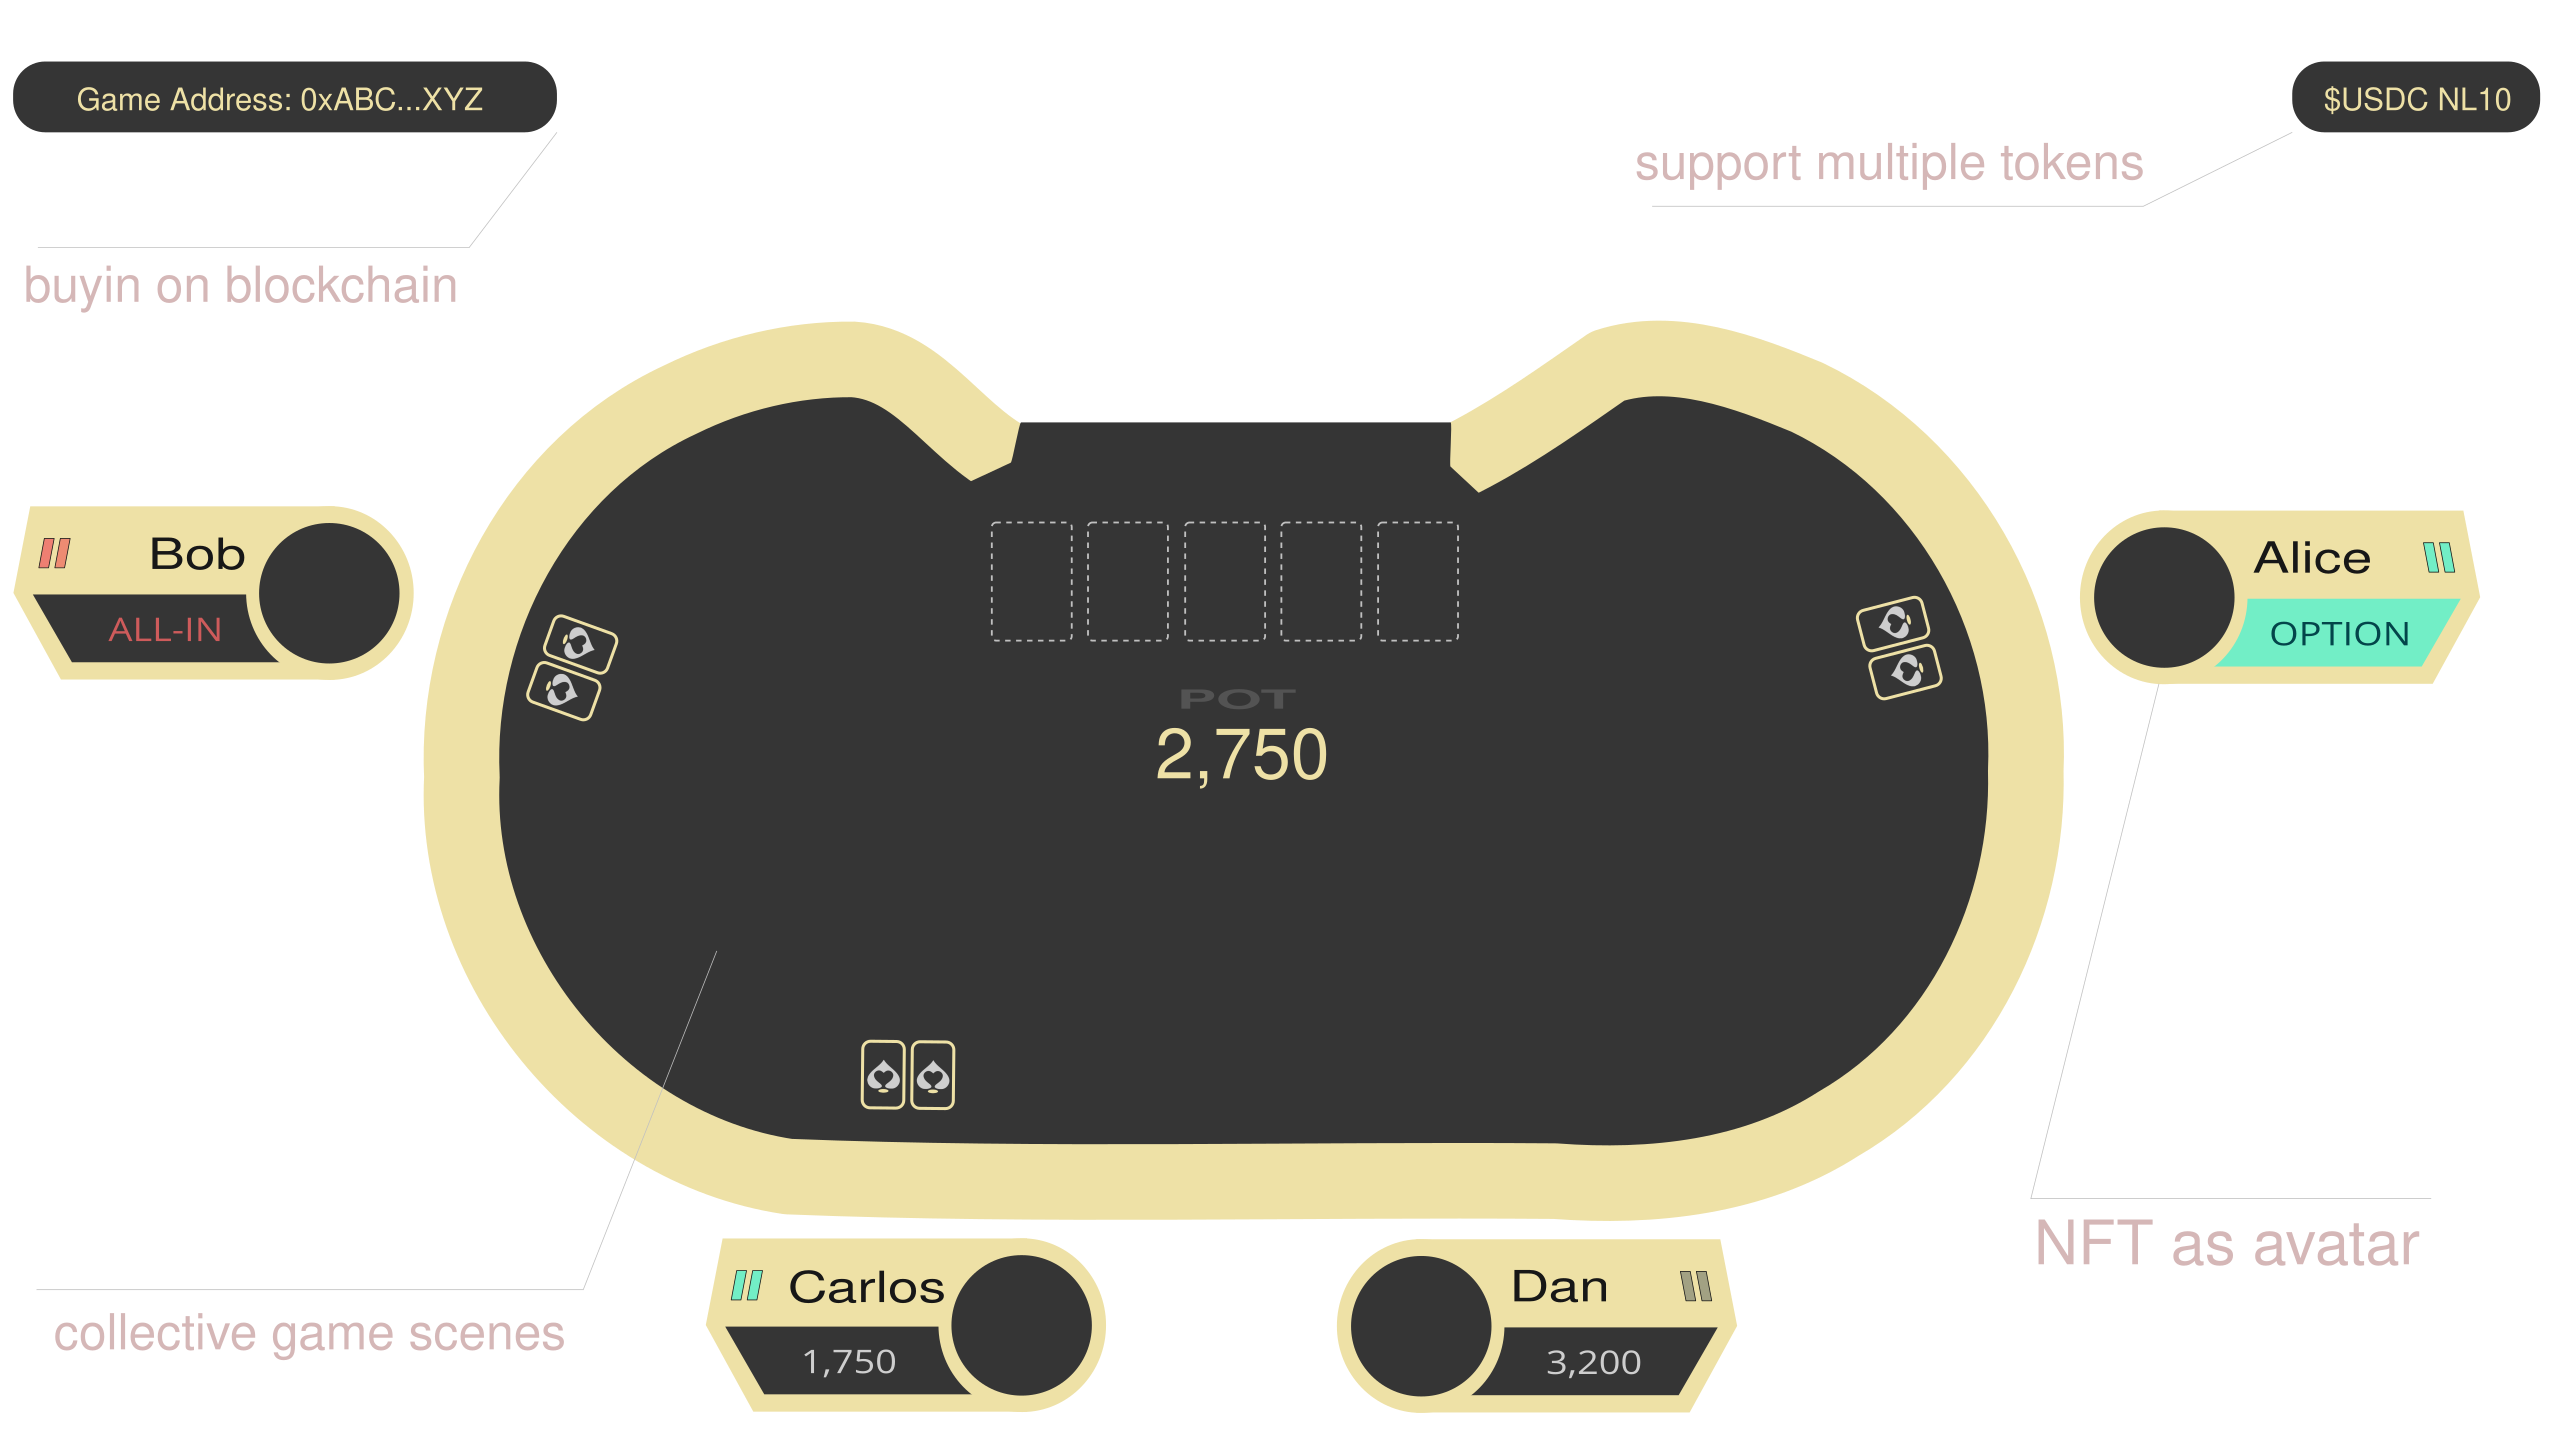 Game Address: 0xABC...XYZ
$USDC NL10
support multiple tokens
buyin on blockchain
Bob
ALL-IN
Alice
OPTION
POT
2,750
NFT as avatar
Carlos
1,750
Dan
3,200
collective game scenes